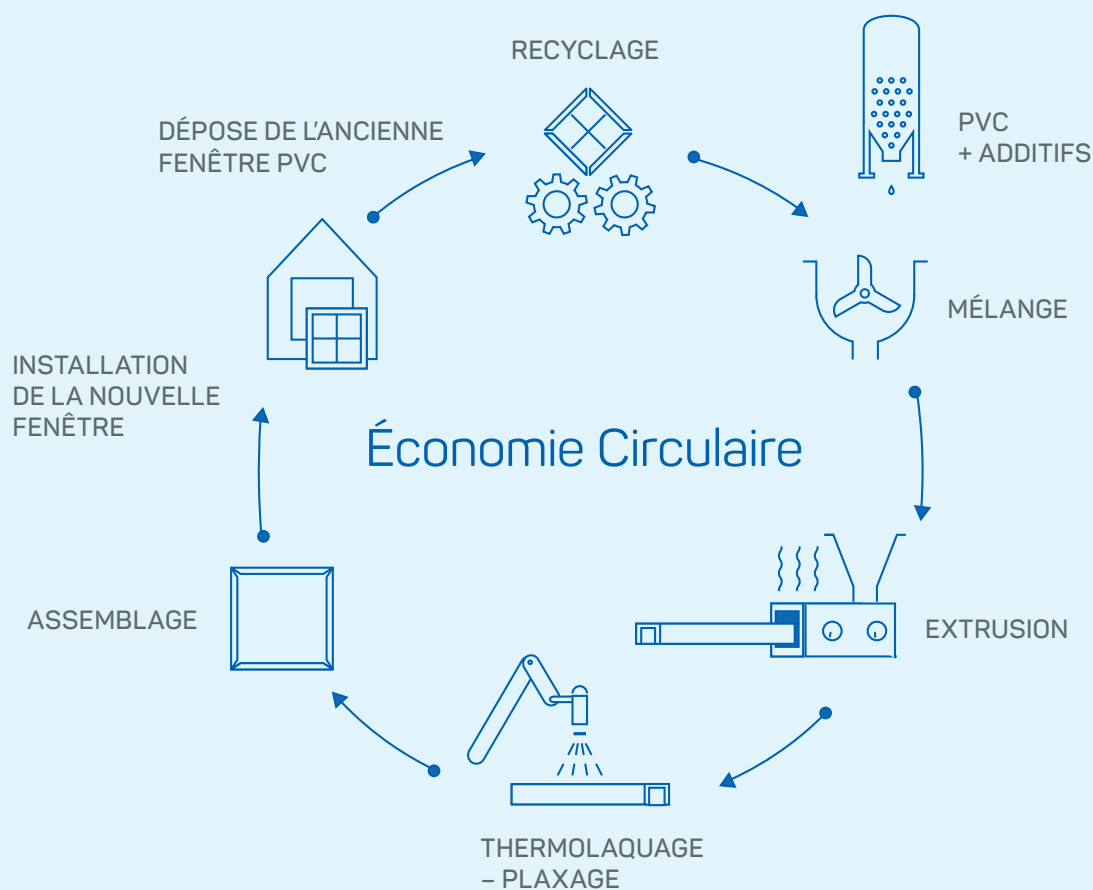 RECYCLAGE
PVC
+ ADDITIFS
DÉPOSE DE L'ANCIENNE
FENÊTRE PVC
MÉLANGE
INSTALLATION
DE LA NOUVELLE
FENÊTRE
Économie Circulaire
ASSEMBLAGE
EXTRUSION
THERMOLAQUAGE
– PLAXAGE